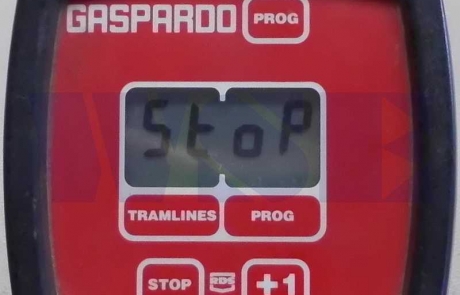 GASPARDO PROG
StoP
TRAMLINES PROG
STOP RDS +1